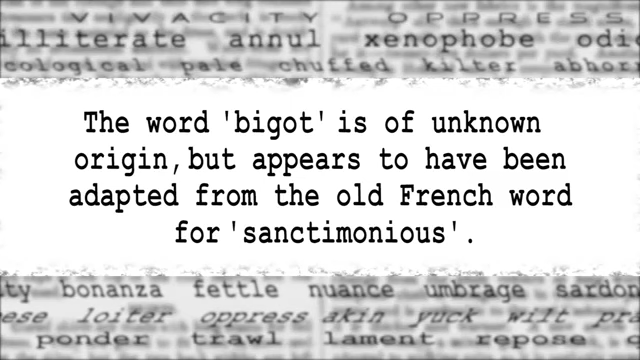 VIVACITY OPPRESS
illiterate annul xenophobe
pale chuffed kilter
The word 'bigot' is of unknown
origin, but appears to have been
adapted from the old French word
for 'sanctimonious'.
bonanza fettle nuance umbrage
loiter oppress akin yuck wilt
ponder trawl lament repose